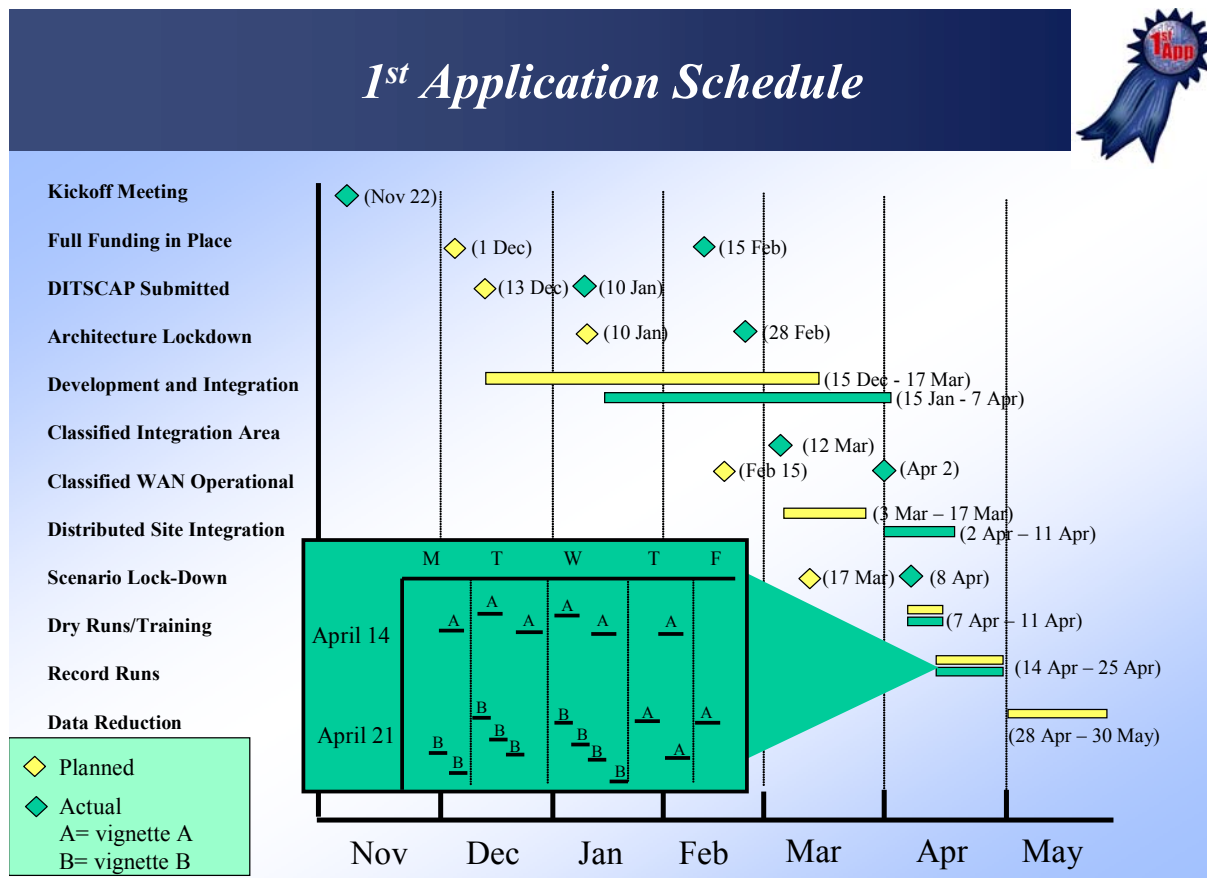 1st Application Schedule
1st
App
Kickoff Meeting
(Nov 22)
Full Funding in Place
(1 Dec)
(15 Feb)
DITSCAP Submitted
(13 Dec)
(10 Jan)
Architecture Lockdown
(10 Jan)
(28 Feb)
Development and Integration
(15 Dec - 17 Mar)
(15 Jan - 7 Apr)
Classified Integration Area
(12 Mar)
Classified WAN Operational
(Feb 15)
(Apr 2)
Distributed Site Integration
(3 Mar – 17 Mar)
(2 Apr – 11 Apr)
Scenario Lock-Down
(17 Mar)
(8 Apr)
Dry Runs/Training
(7 Apr – 11 Apr)
Record Runs
(14 Apr – 25 Apr)
Data Reduction
(28 Apr – 30 May)
M T W T F
April 14
A A A A A A
April 21
B B B B B B B B B A A A
Planned
Actual
A= vignette A
B= vignette B
Nov Dec Jan Feb Mar Apr May